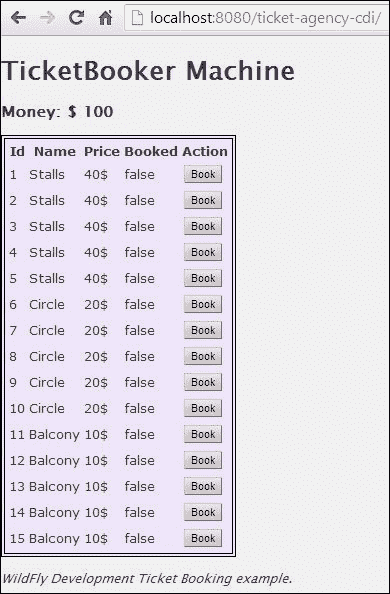 localhost:8080/ticket-agency-cdi/
TicketBooker Machine
Money: $ 100
Id Name Price Booked Action
1 Stalls 40$ false Book
2 Stalls 40$ false Book
3 Stalls 40$ false Book
4 Stalls 40$ false Book
5 Stalls 40$ false Book
6 Circle 20$ false Book
7 Circle 20$ false Book
8 Circle 20$ false Book
9 Circle 20$ false Book
10 Circle 20$ false Book
11 Balcony 10$ false Book
12 Balcony 10$ false Book
13 Balcony 10$ false Book
14 Balcony 10$ false Book
15 Balcony 10$ false Book
WildFly Development Ticket Booking example.